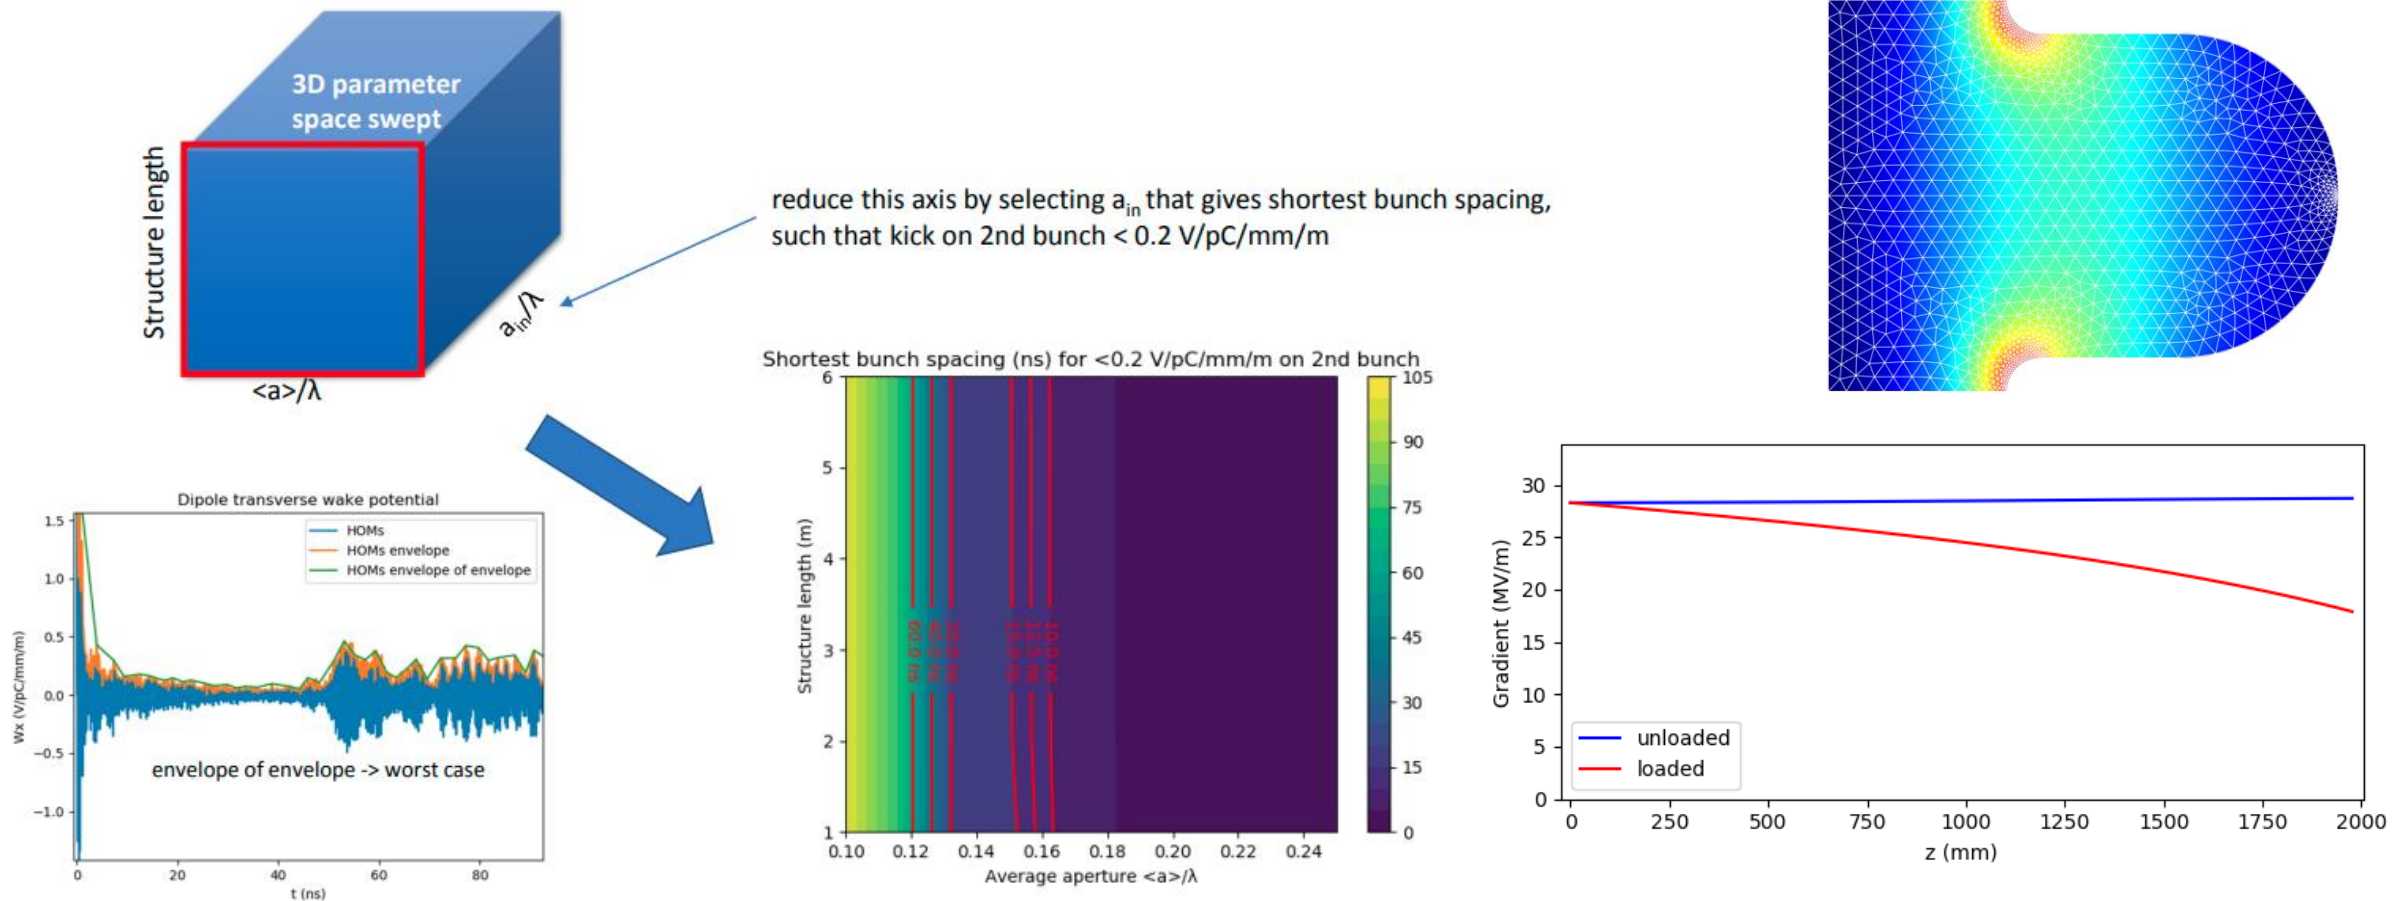 3D parameter
space swept
Structure length
<a>/λ
a_in/λ
reduce this axis by selecting a_in that gives shortest bunch spacing,
such that kick on 2nd bunch < 0.2 V/pC/mm/m
Dipole transverse wake potential
HOMs
HOMs envelope
HOMs envelope of envelope
1.5
1.0
0.5
0.0
−0.5
−1.0
Wx (V/pC/mm/m)
envelope of envelope -> worst case
0 20 40 60 80
t (ns)
Shortest bunch spacing (ns) for <0.2 V/pC/mm/m on 2nd bunch
6
5
4
3
2
1
Structure length (m)
60.0 ns
10.0 ns
0.10 0.12 0.14 0.16 0.18 0.20 0.22 0.24
Average aperture <a>/λ
105
90
75
60
45
30
15
0
30
25
20
15
10
5
0
Gradient (MV/m)
unloaded
loaded
0 250 500 750 1000 1250 1500 1750 2000
z (mm)